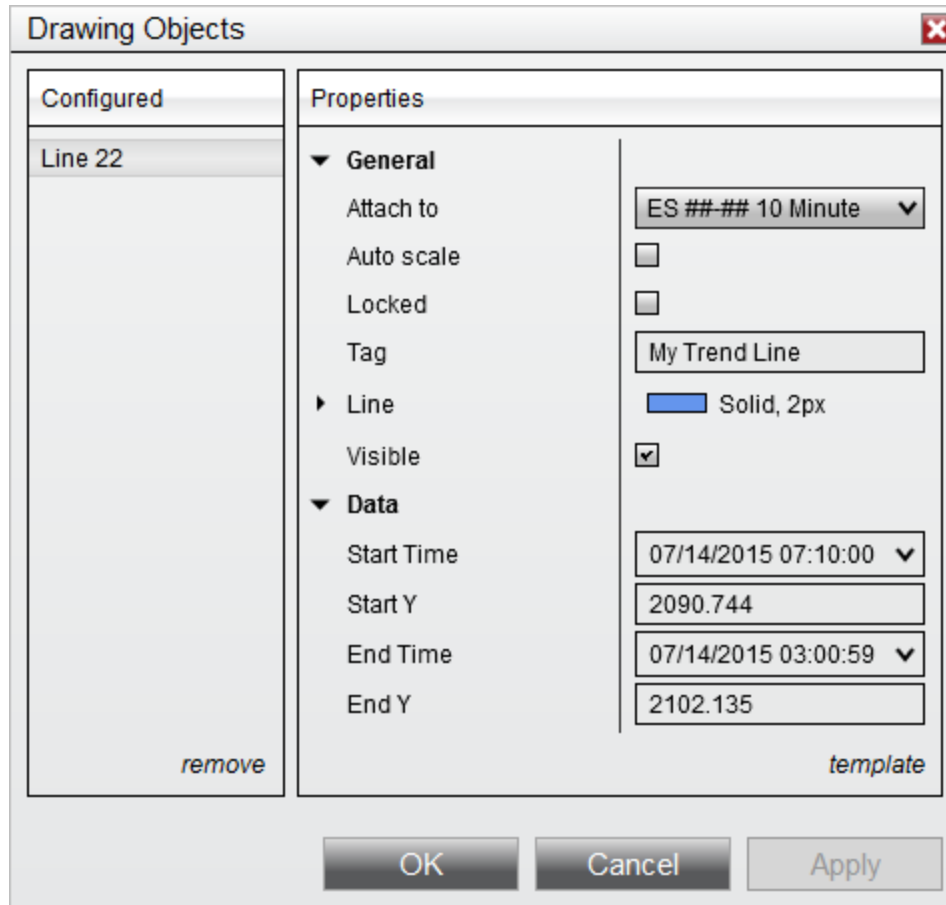 Drawing Objects
Configured
Properties
Line 22
General
Attach to
ES ##-## 10 Minute
Auto scale
Locked
Tag
My Trend Line
Line
Solid, 2px
Visible
Data
Start Time
07/14/2015 07:10:00
Start Y
2090.744
End Time
07/14/2015 03:00:59
End Y
2102.135
remove
template
OK
Cancel
Apply